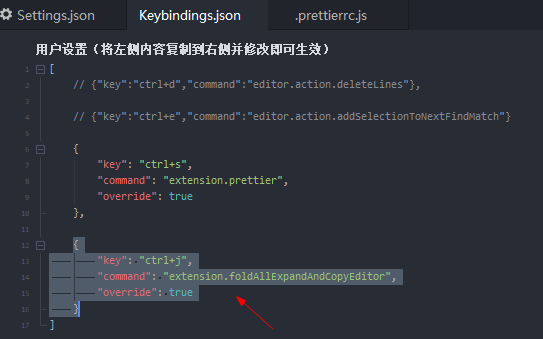 Settings.json Keybindings.json .prettierrc.js
用户设置（将左侧内容复制到右侧并修改即可生效）
1 [
2 // {"key":"ctrl+d","command":"editor.action.deleteLines"},
3
4 // {"key":"ctrl+e","command":"editor.action.addSelectionToNextFindMatch"}
5
6 {
7 "key": "ctrl+s",
8 "command": "extension.prettier",
9 "override": true
10 },
11
12 {
13 "key": "ctrl+j",
14 "command": "extension.foldAllExpandAndCopyEditor",
15 "override": true
16 }
17 ]